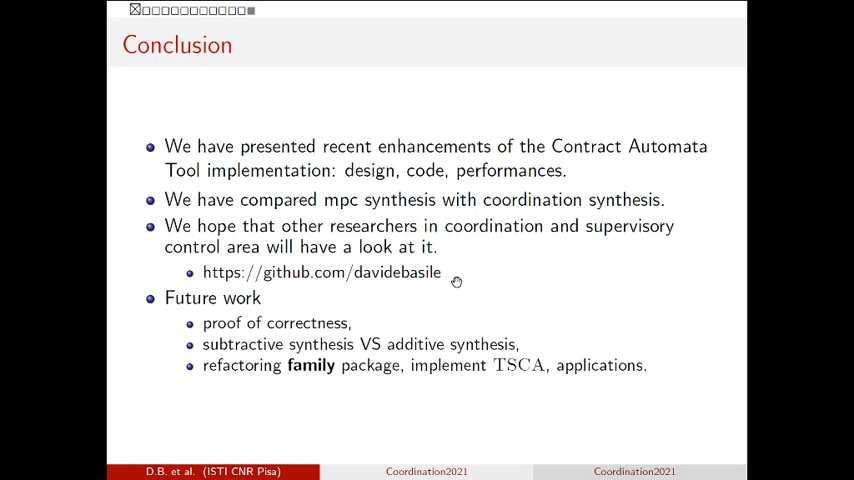 Conclusion
We have presented recent enhancements of the Contract Automata
Tool implementation: design, code, performances.
We have compared mpc synthesis with coordination synthesis.
We hope that other researchers in coordination and supervisory
control area will have a look at it.
https://github.com/davidebasile
Future work
proof of correctness,
subtractive synthesis VS additive synthesis,
refactoring family package, implement TSCA, applications.
D.B. et al. (ISTI CNR Pisa) Coordination2021 Coordination2021